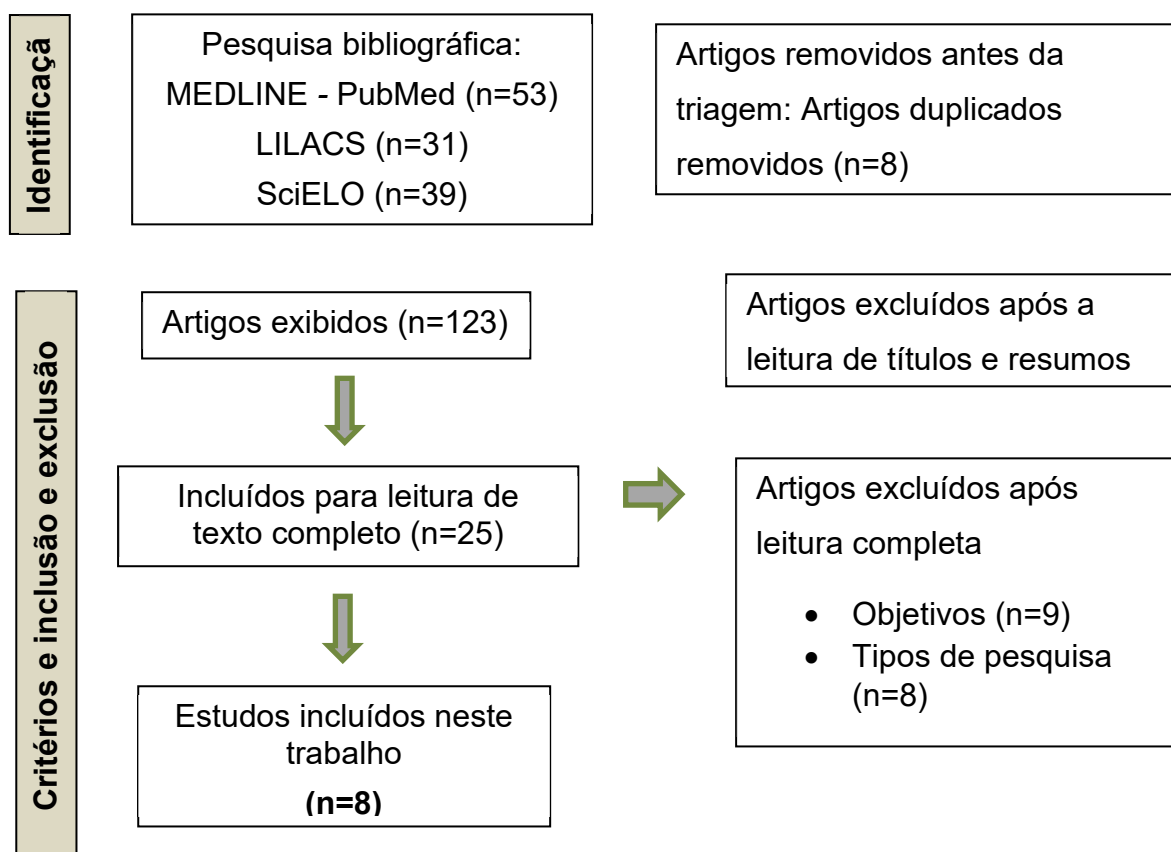 Identificaçã
Pesquisa bibliográfica:
MEDLINE - PubMed (n=53)
LILACS (n=31)
SciELO (n=39)
Artigos removidos antes da
triagem: Artigos duplicados
removidos (n=8)
Critérios e inclusão e exclusão
Artigos exibidos (n=123)
Artigos excluídos após a
leitura de títulos e resumos
Incluídos para leitura de
texto completo (n=25)
Artigos excluídos após
leitura completa
• Objetivos (n=9)
• Tipos de pesquisa
(n=8)
Estudos incluídos neste
trabalho
(n=8)